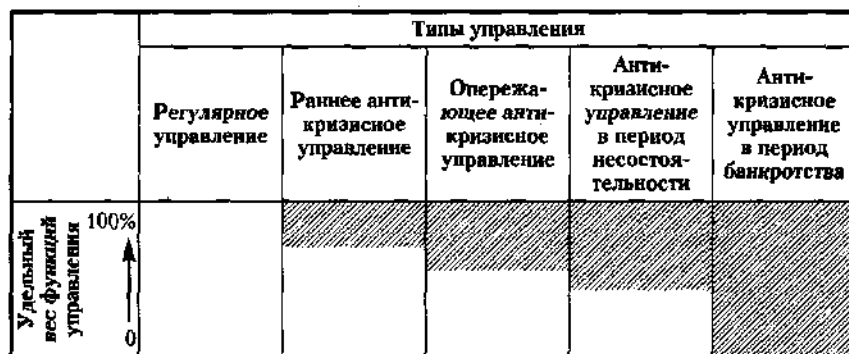 Типы управления
Регулярное
управление
Раннее анти-
кризисное
управление
Опережа-
ющее анти-
кризисное
управление
Анти-
кризисное
управление
в период
несостоя-
тельности
Анти-
кризисное
управление
в период
банкротства
Удельный
вес функций
управления
100%
0